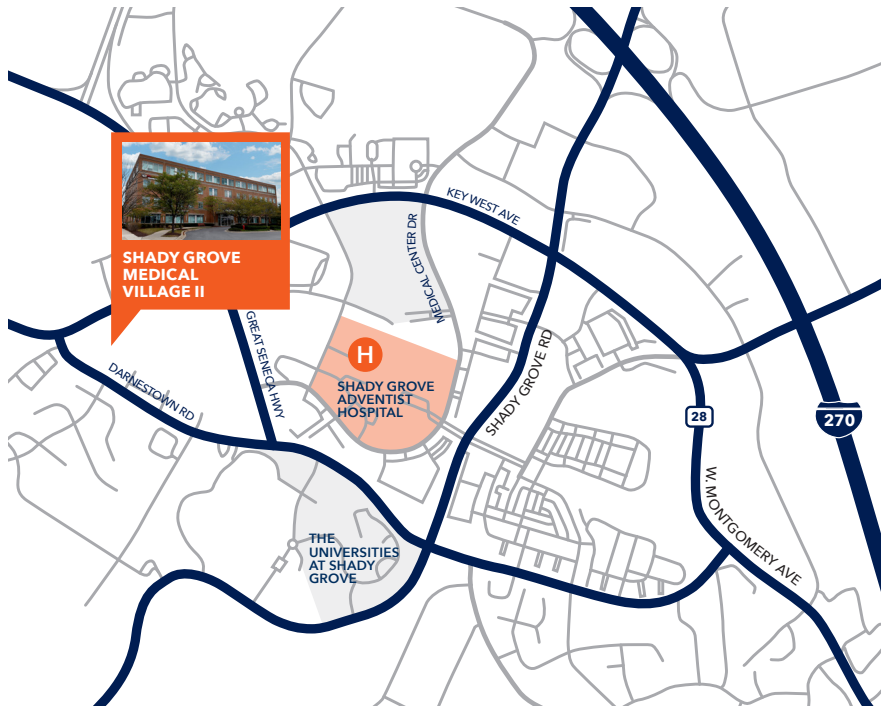 KEY WEST AVE
MEDICAL CENTER DR
SHADY GROVE
MEDICAL
VILLAGE II
GREAT SENECA HWY
DARNESTOWN RD
H
SHADY GROVE
ADVENTIST
HOSPITAL
SHADY GROVE RD
28
270
W. MONTGOMERY AVE
THE
UNIVERSITIES
AT SHADY
GROVE